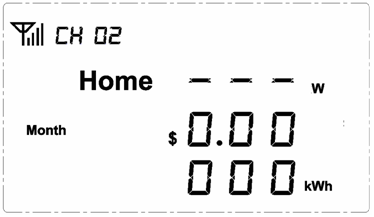 CH 02
Home - - - W
Month $ 0.00
000 kWh